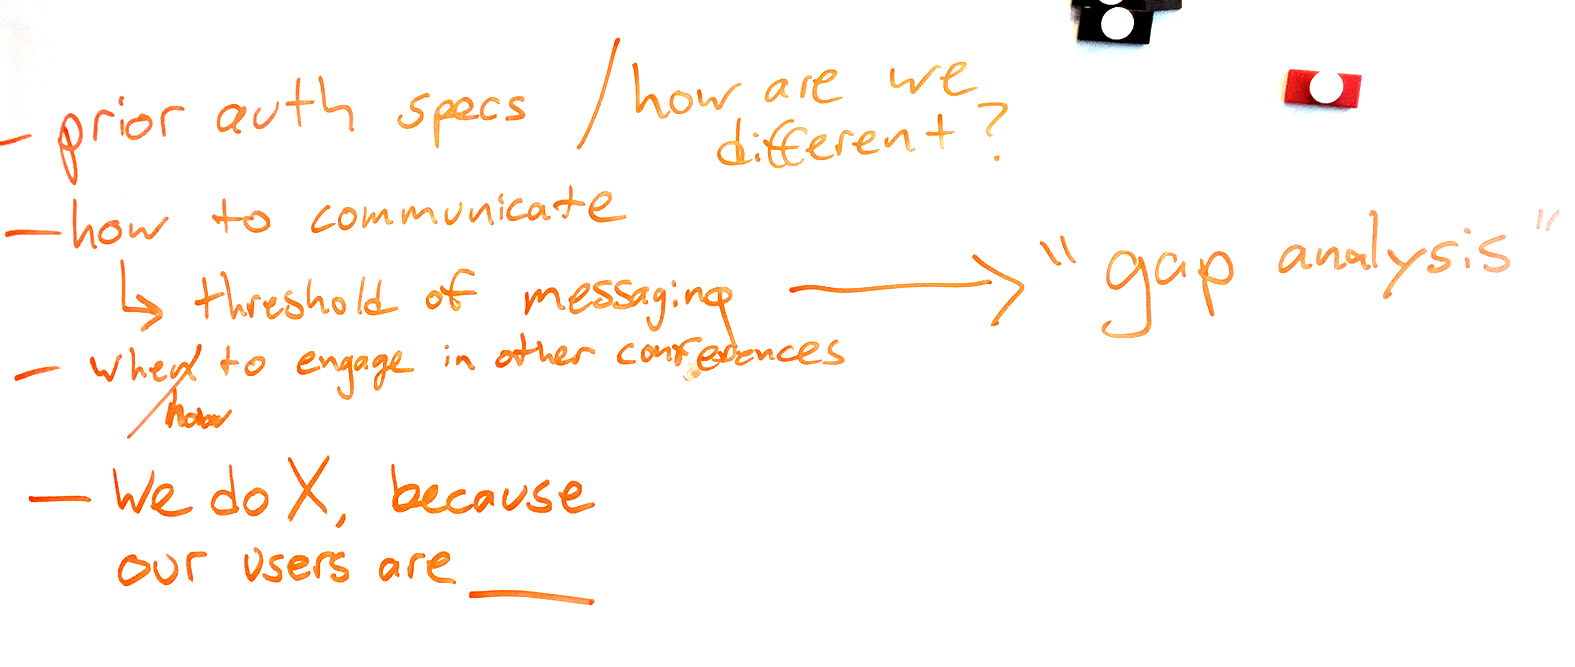 - prior auth specs / how are we different?
- how to communicate
↳ threshold of messaging → "gap analysis"
- when to engage in other conferences
/how
- We do X, because
our users are ____